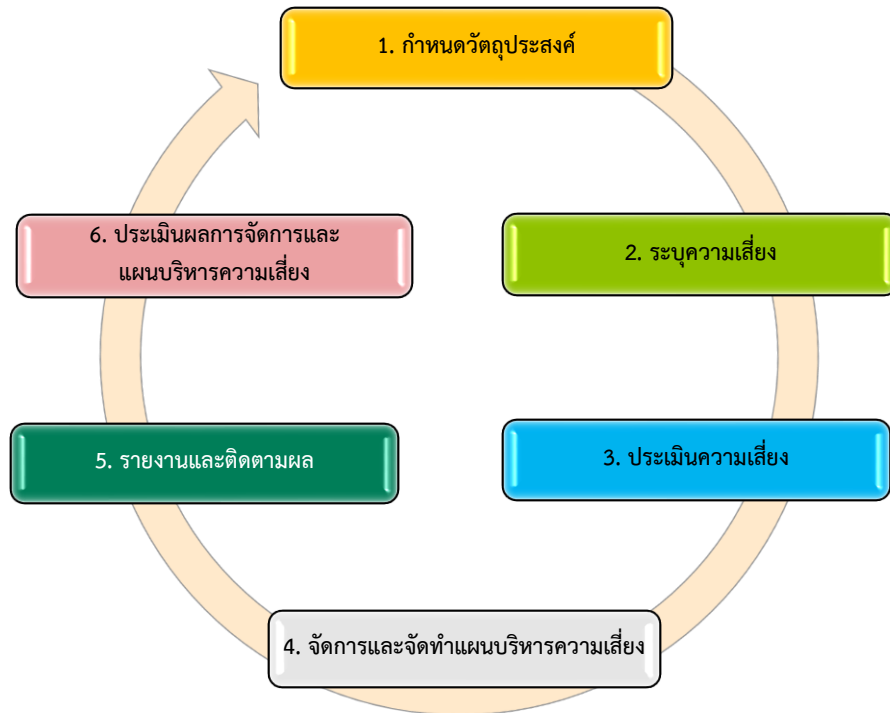 1. กำหนดวัตถุประสงค์
2. ระบุความเสี่ยง
3. ประเมินความเสี่ยง
4. จัดการและจัดทำแผนบริหารความเสี่ยง
5. รายงานและติดตามผล
6. ประเมินผลการจัดการและ
แผนบริหารความเสี่ยง